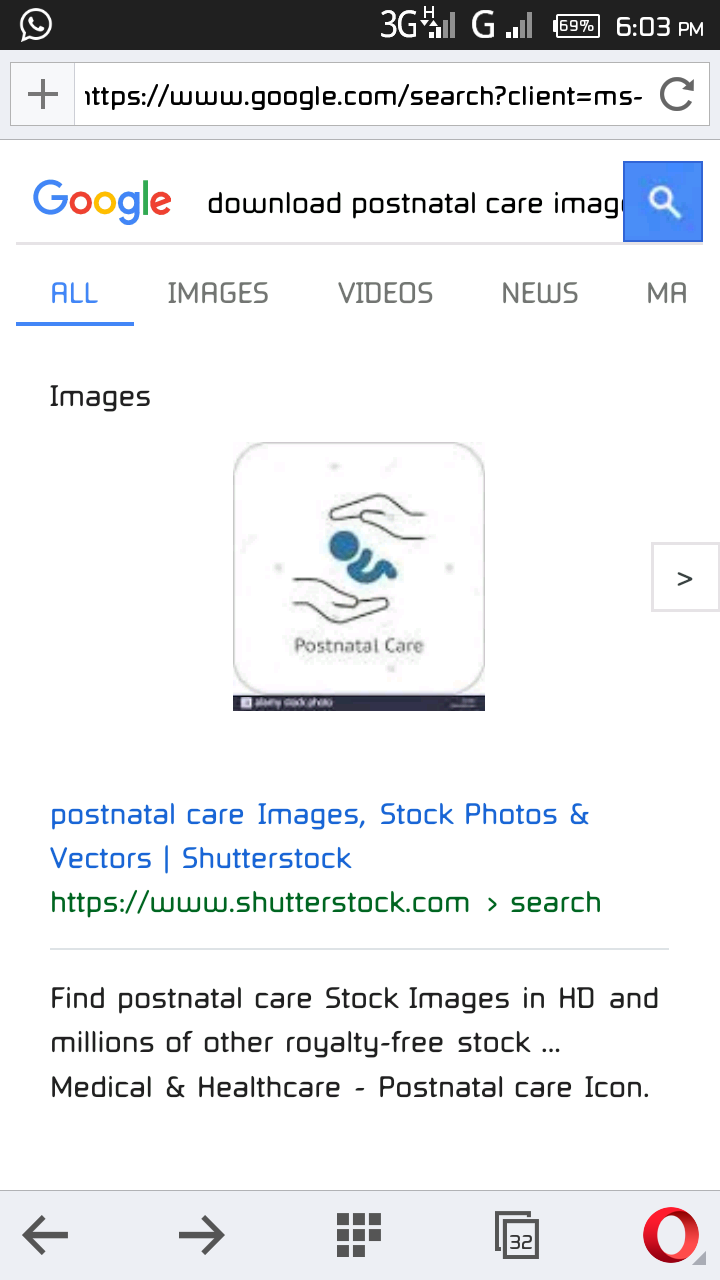 3G H G 69% 6:03 PM
ttps://www.google.com/search?client=ms-
Google download postnatal care imag
ALL IMAGES VIDEOS NEWS MA
Images
Postnatal Care
alamy stock photo
>
postnatal care Images, Stock Photos &
Vectors | Shutterstock
https://www.shutterstock.com › search
Find postnatal care Stock Images in HD and
millions of other royalty-free stock ...
Medical & Healthcare - Postnatal care Icon.
32